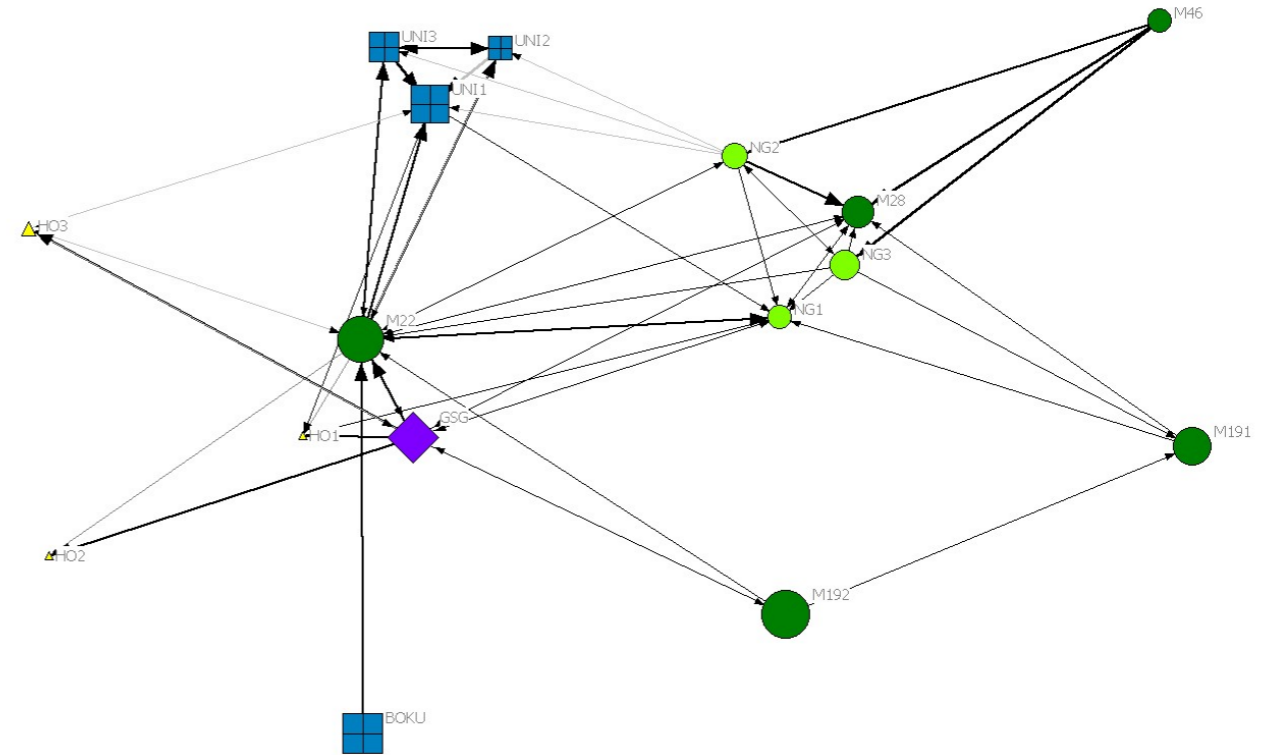 M46
UNI3
UNI2
UNI1
NG2
M28
HO3
NG3
NG1
M22
GSG
HO1
M191
HO2
M192
BOKU